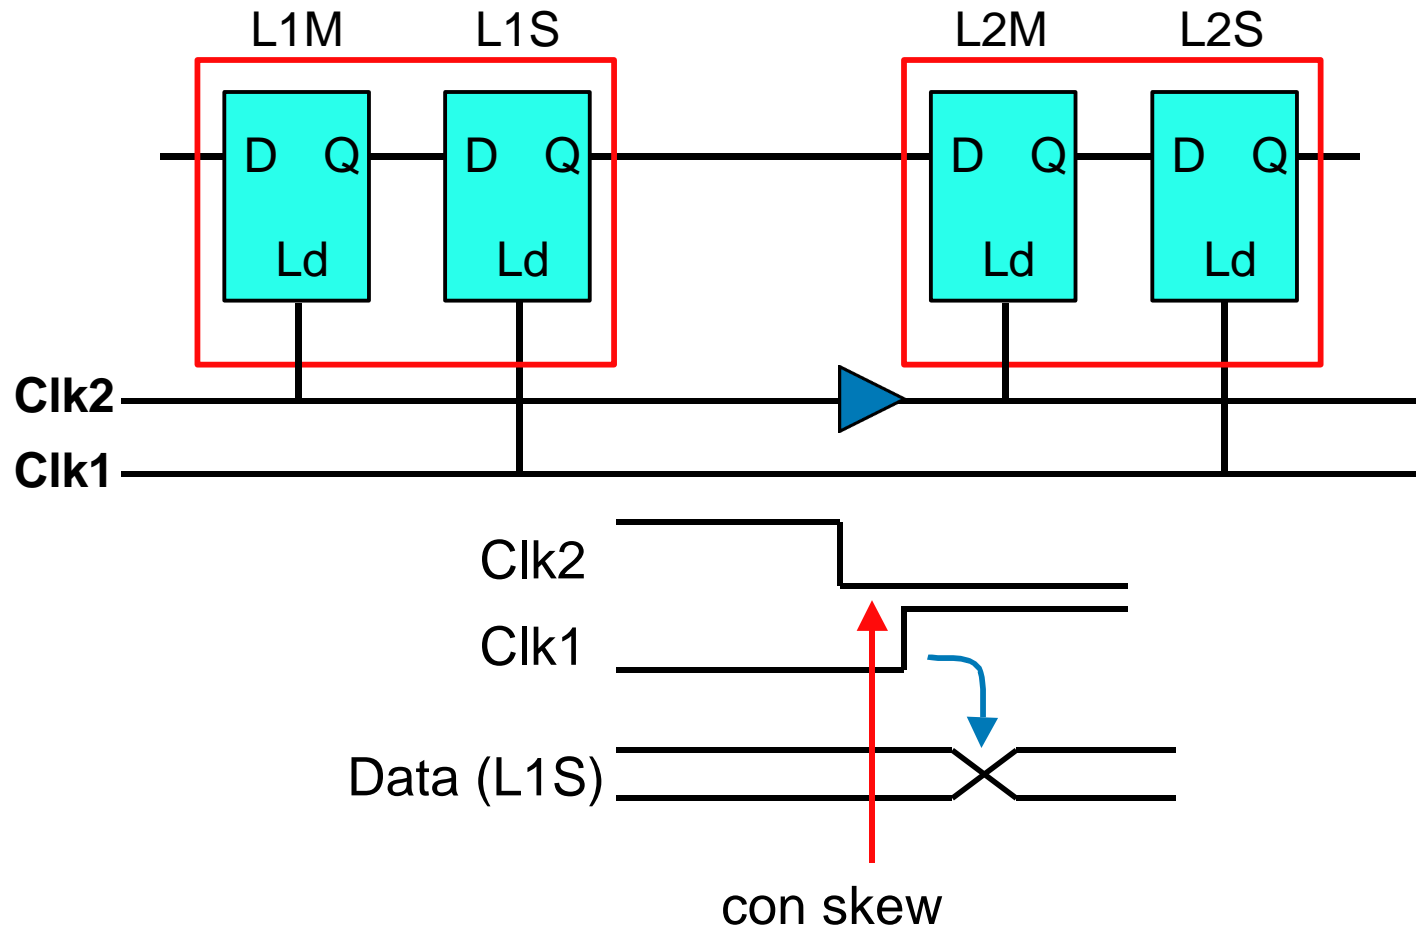 L1M L1S L2M L2S
D Q D Q D Q D Q
Ld Ld Ld Ld
Clk2
Clk1
Clk2
Clk1
Data (L1S)
con skew